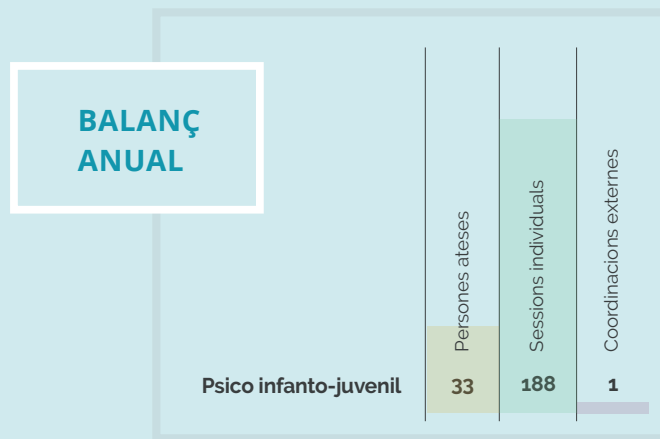 BALANÇ
ANUAL
Persones ateses
Sessions individuals
Coordinacions externes
Psico infanto-juvenil 33 188 1